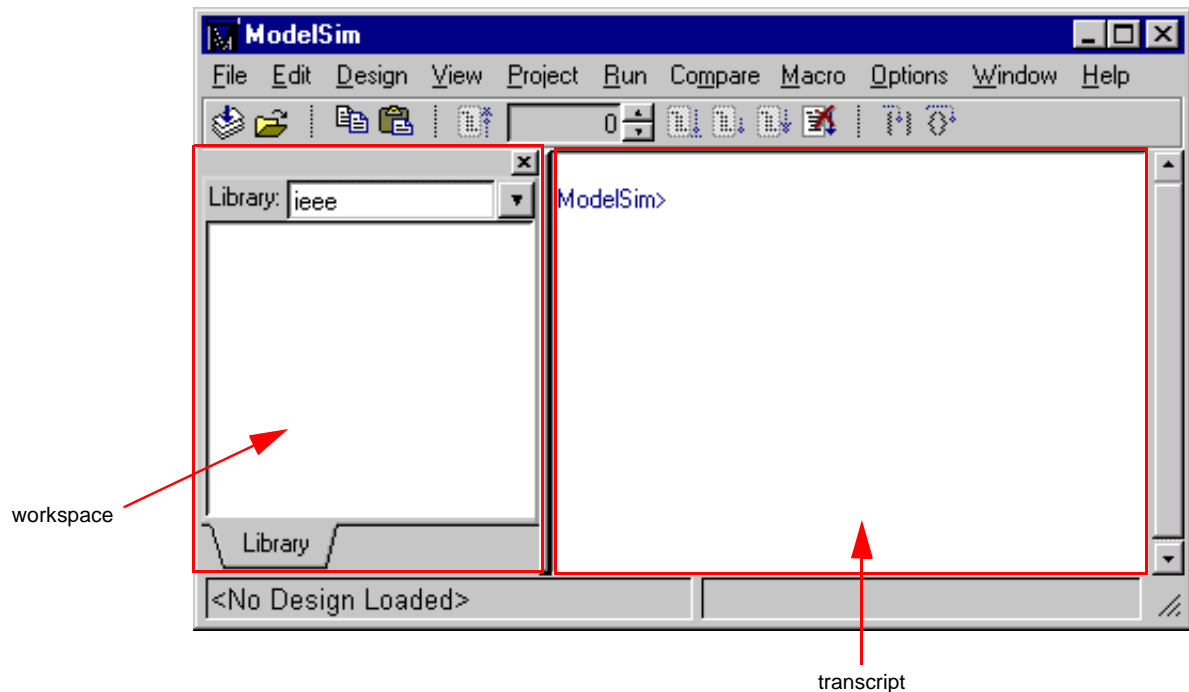 ModelSim
File Edit Design View Project Run Compare Macro Options Window Help
0
Library: ieee
ModelSim>
workspace
Library
<No Design Loaded>
transcript